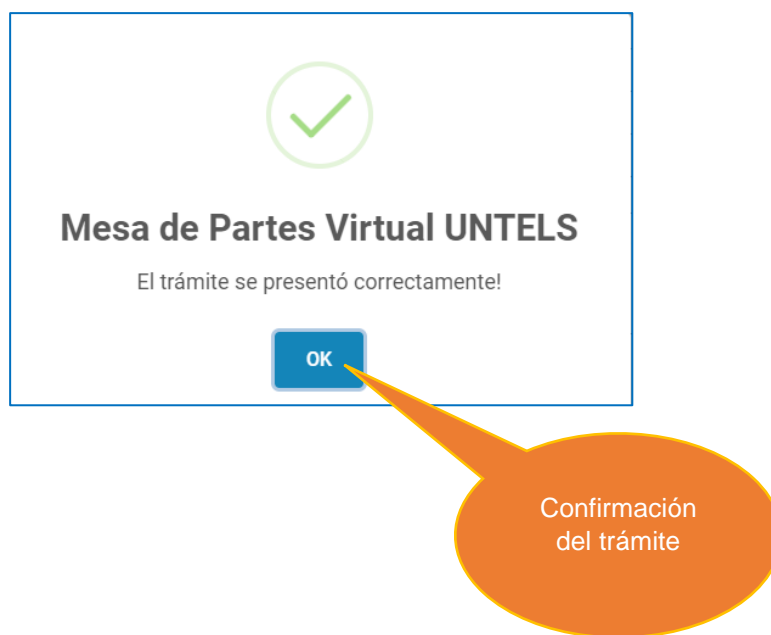 Mesa de Partes Virtual UNTELS
El trámite se presentó correctamente!
OK
Confirmación
del trámite